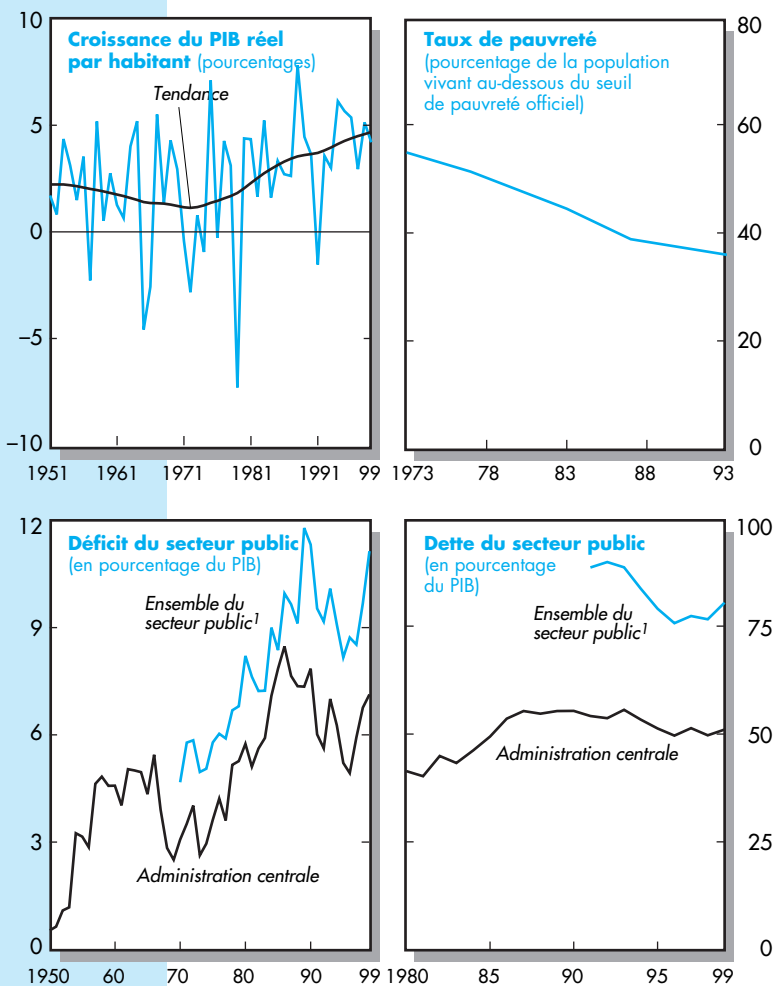 Croissance du PIB réel
par habitant (pourcentages)
Tendance
10
5
0
–5
–10
1951 1961 1971 1981 1991 99
Taux de pauvreté
(pourcentage de la population
vivant au-dessous du seuil
de pauvreté officiel)
80
60
40
20
0
1973 78 83 88 93
Déficit du secteur public
(en pourcentage du PIB)
Ensemble du
secteur public1
Administration centrale
12
9
6
3
0
1950 60 70 80 90 99
Dette du secteur public
(en pourcentage
du PIB)
Ensemble du
secteur public1
Administration centrale
100
75
50
25
0
1980 85 90 95 99